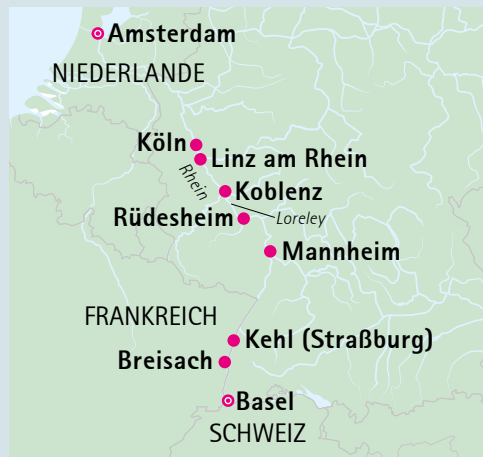 Amsterdam
NIEDERLANDE
Köln
Linz am Rhein
Rhein
Koblenz
Rüdesheim
Loreley
Mannheim
FRANKREICH
Kehl (Straßburg)
Breisach
Basel
SCHWEIZ